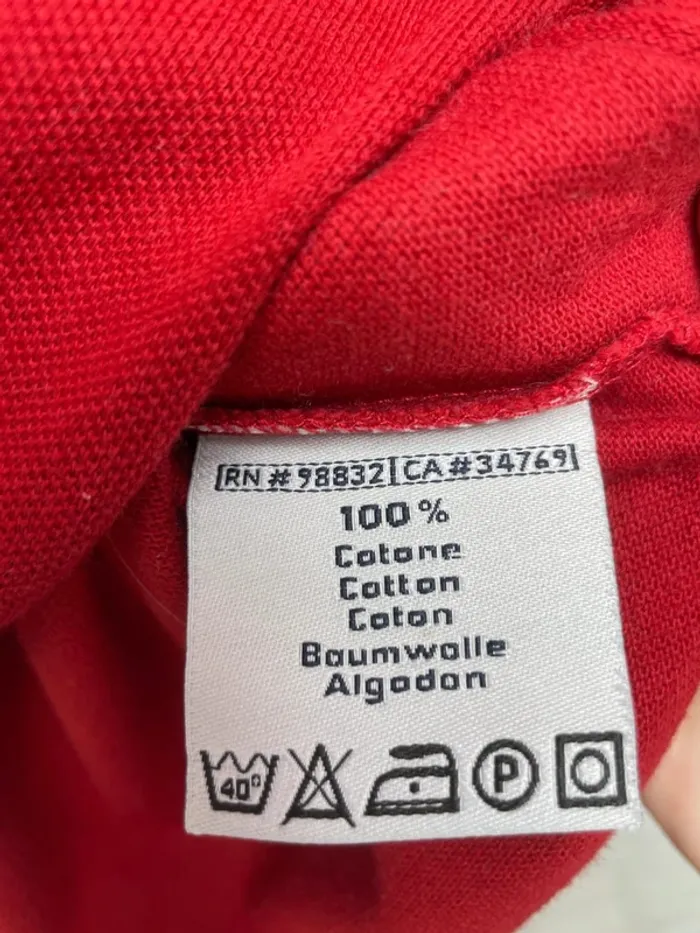 RN # 98832 CA # 34769
100 %
Cotone
Cotton
Coton
Baumwolle
Algodon
40°
P